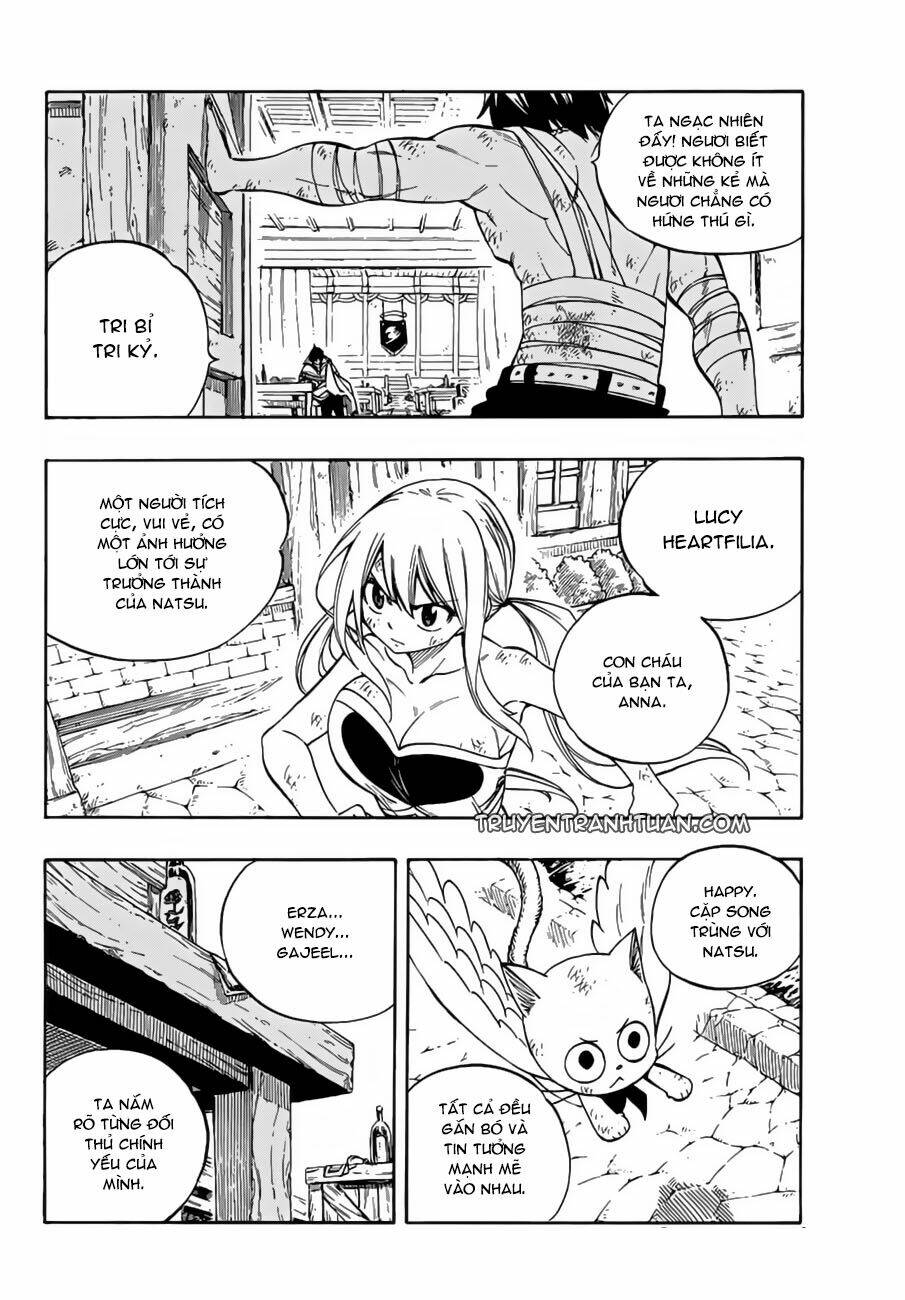 TA NGẠC NHIÊN
ĐẤY! NGƯƠI BIẾT
ĐƯỢC KHÔNG ÍT
VỀ NHỮNG KẺ MÀ
NGƯƠI CHẲNG CÓ
HỨNG THÚ GÌ.
TRI BỈ
TRI KỶ.
LUCY
HEARTFILIA.
CON CHÁU
CỦA BẠN TA,
ANNA.
MỘT NGƯỜI TÍCH
CỰC, VUI VẺ, CÓ
MỘT ẢNH HƯỞNG
LỚN TỚI SỰ
TRƯỞNG THÀNH
CỦA NATSU.
TRUYENTRANHTUAN.COM
HAPPY.
CẶP SONG
TRÙNG VỚI
NATSU.
TẤT CẢ ĐỀU
GẮN BÓ VÀ
TIN TƯỞNG
MẠNH MẼ
VÀO NHAU.
ERZA...
WENDY...
GAJEEL...
TA NẮM
RÕ TỪNG ĐỐI
THỦ CHÍNH
YẾU CỦA
MÌNH.